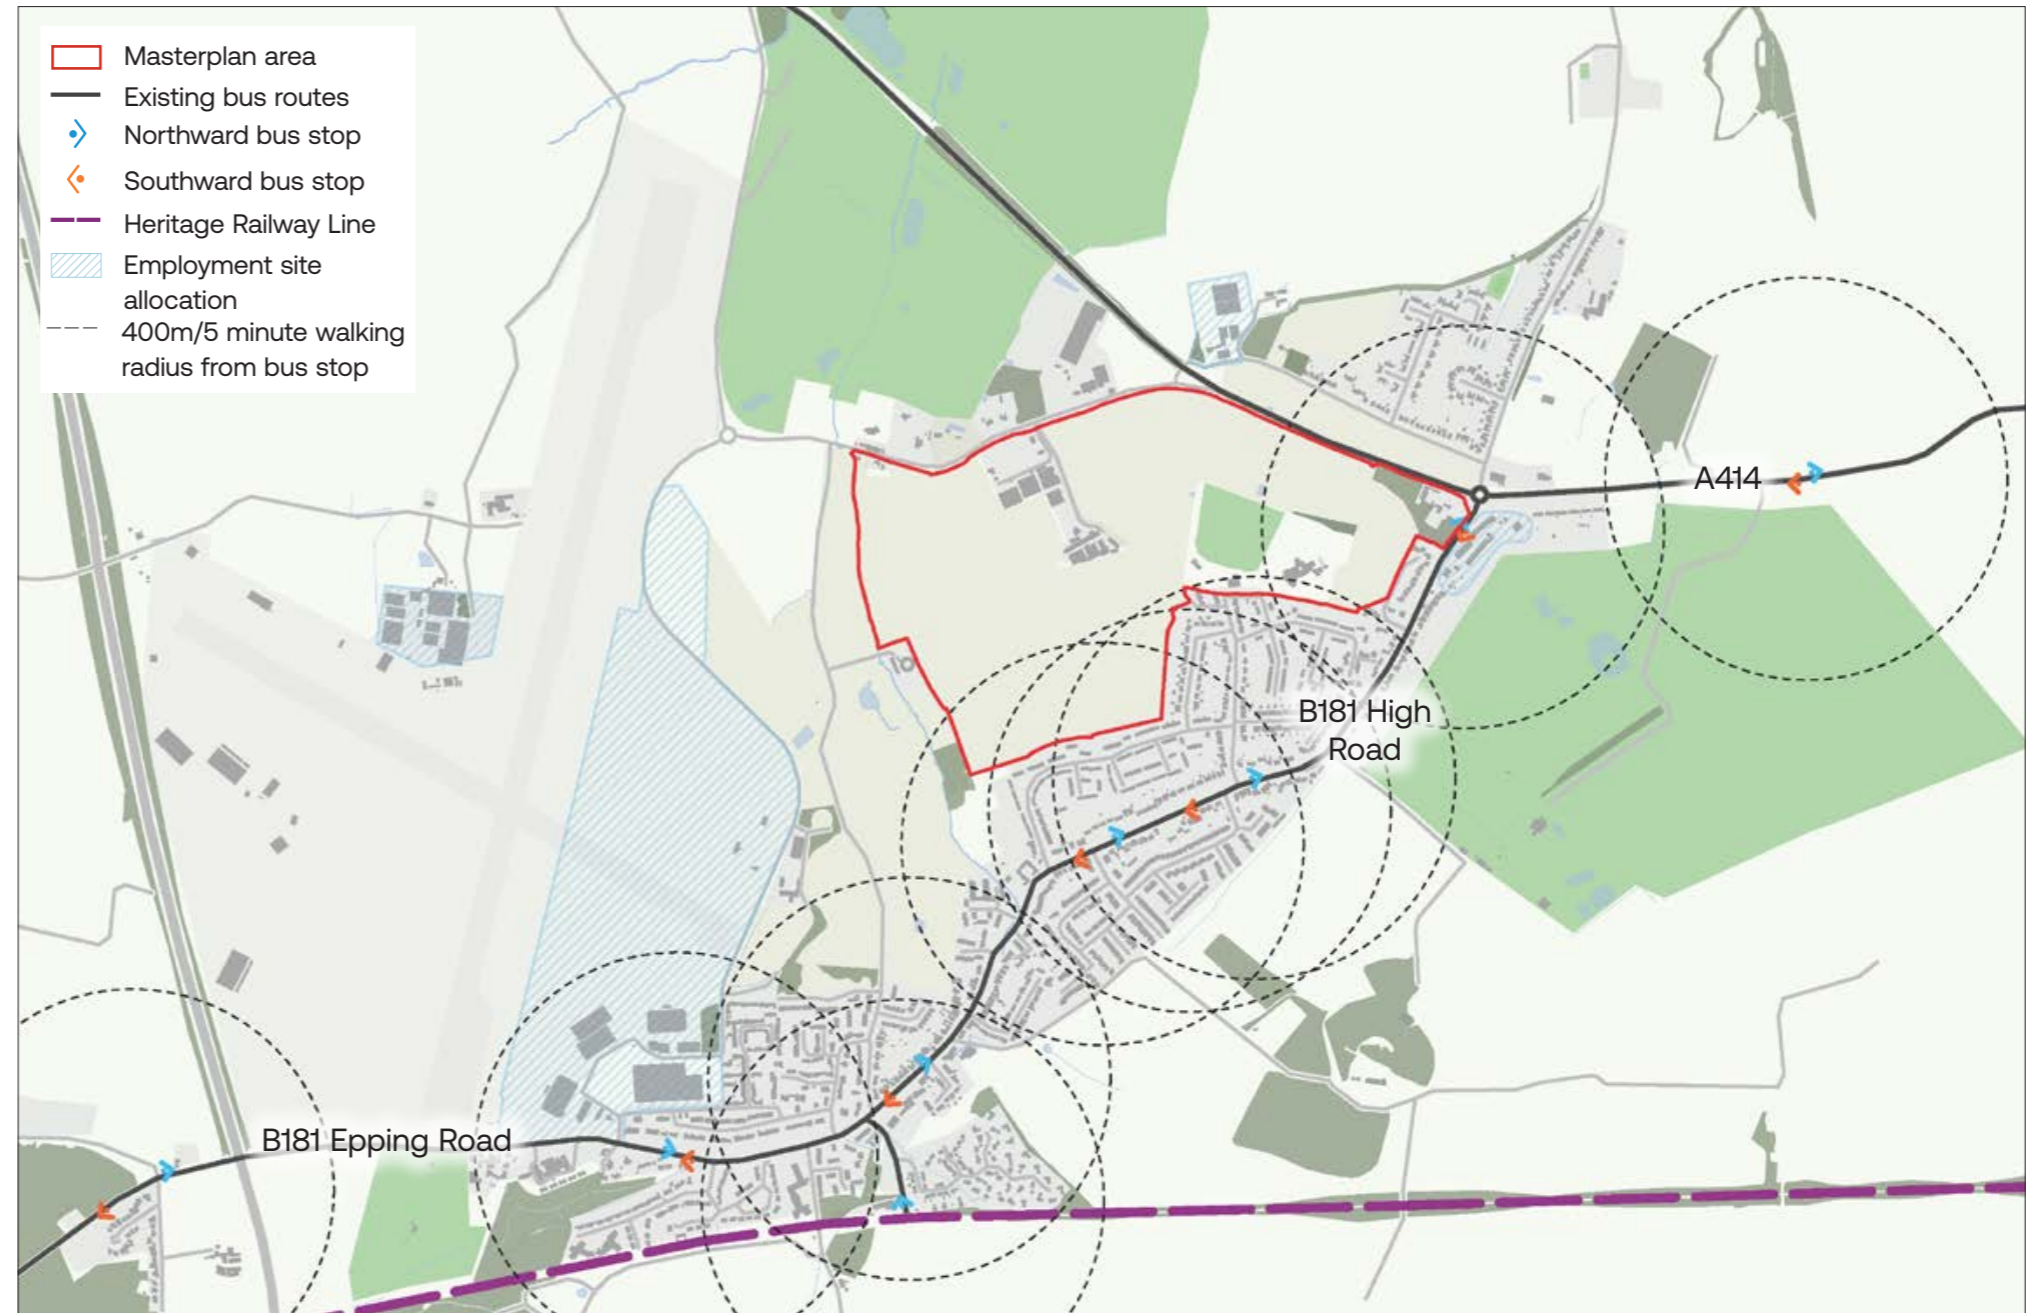 Masterplan area
Existing bus routes
Northward bus stop
Southward bus stop
Heritage Railway Line
Employment site
allocation
400m/5 minute walking
radius from bus stop
A414
B181 High
Road
B181 Epping Road